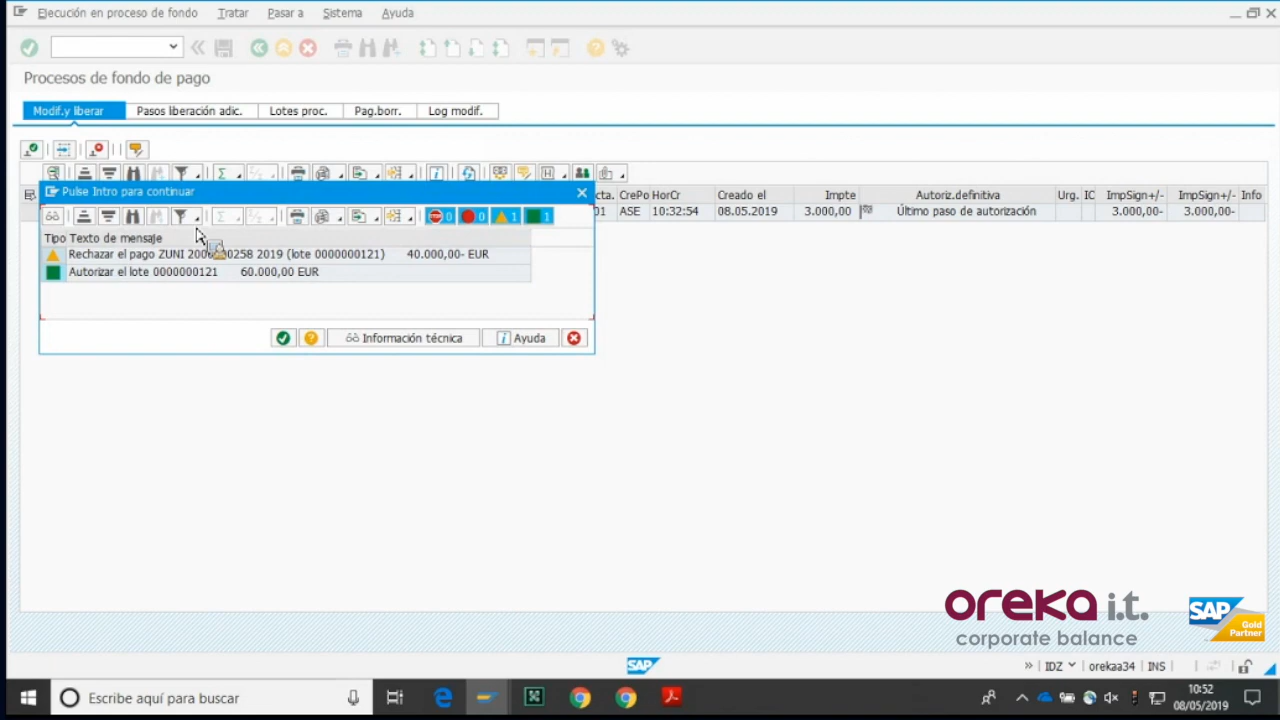 Ejecución en proceso de fondo Tratar Pasar a Sistema Ayuda
Procesos de fondo de pago
Modif.y liberar Pasos liberación adic. Lotes proc. Pag.borr. Log modif.
cta. CrePo HorCr Creado el Impte Autoriz.definitiva Urg. IC ImpSign+/- ImpSign+/- Info
01 ASE 10:32:54 08.05.2019 3.000,00 Último paso de autorización 3.000,00- 3.000,00-
Pulse Intro para continuar
0 0 1 1
Tipo Texto de mensaje
Rechazar el pago ZUNI 2019 (lote 0000000121) 40.000,00- EUR
Autorizar el lote 0000000121 60.000,00 EUR
Información técnica Ayuda
oreka i.t.
corporate balance
SAP Gold
Partner
SAP
IDZ orekaa34 INS
Escribe aquí para buscar
10:52
08/05/2019